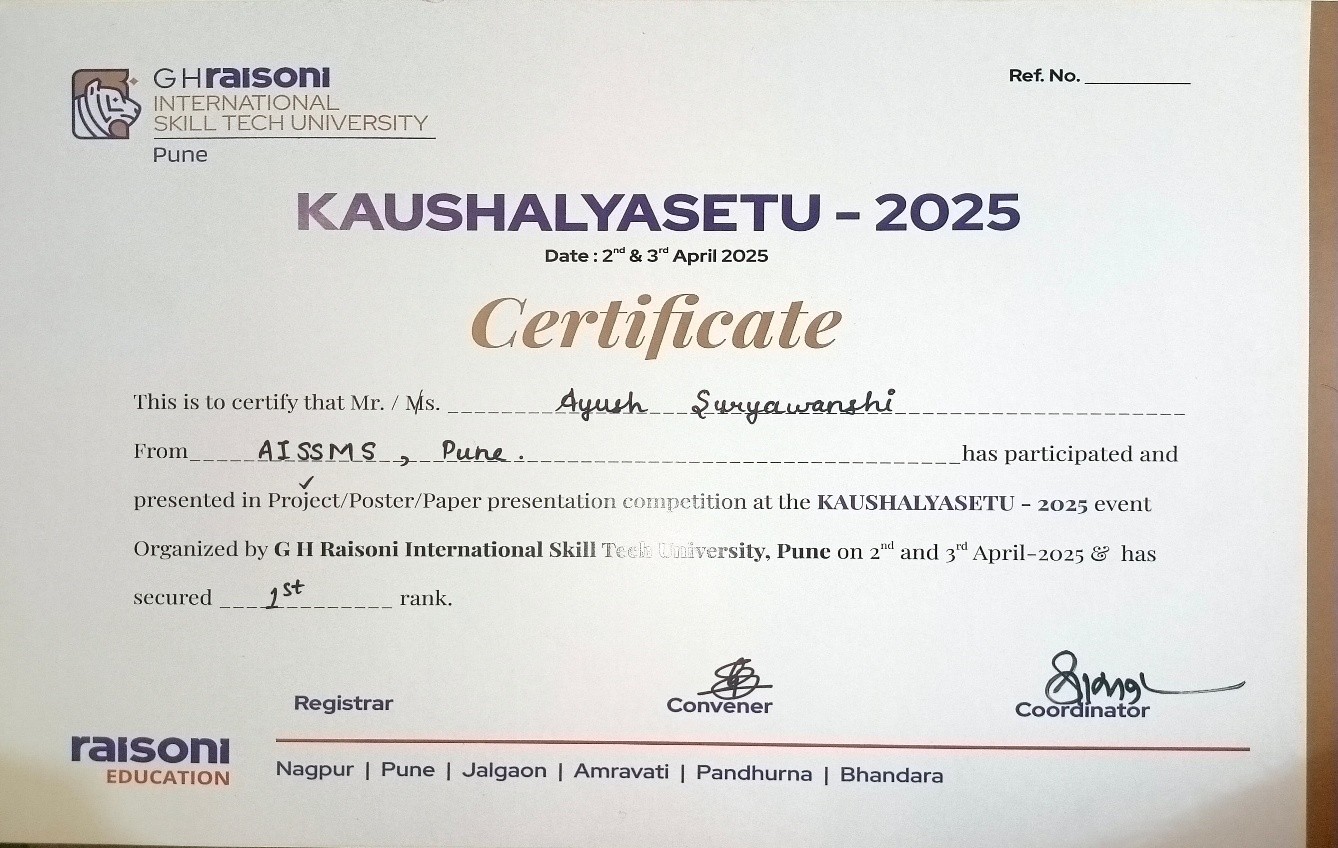 GHraisoni
INTERNATIONAL
SKILL TECH UNIVERSITY
Pune
Ref. No. __________
KAUSHALYASETU - 2025
Date : 2nd & 3rd April 2025
Certificate
This is to certify that Mr. / Ms. Ayush Suryawanshi
From AISSMS, Pune. has participated and
presented in Project/Poster/Paper presentation competition at the KAUSHALYASETU - 2025 event
Organized by G H Raisoni International Skill Tech University, Pune on 2nd and 3rd April-2025 & has
secured 1st rank.
Registrar
Convener
Coordinator
raisoni
EDUCATION
Nagpur | Pune | Jalgaon | Amravati | Pandhurna | Bhandara